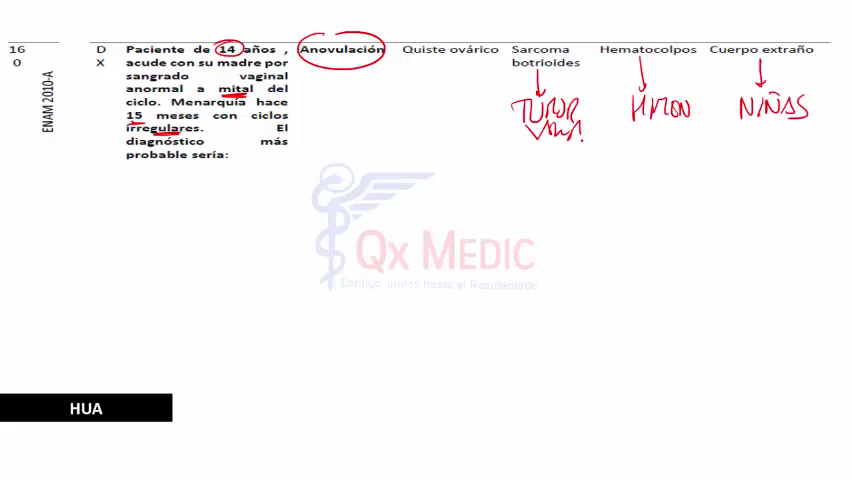 16
0
ENAM 2010-A
D
X
Paciente de 14 años ,
acude con su madre por
sangrado vaginal
anormal a mital del
ciclo. Menarquia hace
15 meses con ciclos
irregulares. El
diagnóstico más
probable sería:
Anovulación
Quiste ovárico
Sarcoma
botrioides
Hematocolpos
Cuerpo extraño
TUMOR
NIÑAS
Qx MEDIC
Contigo, juntos hasta el Residentado
HUA